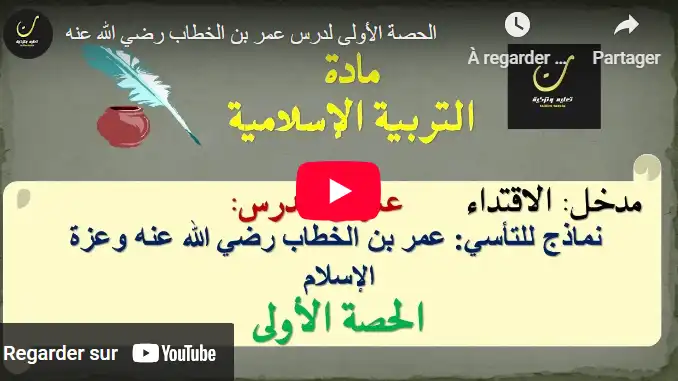 الحصة الأولى لدرس عمر بن الخطاب رضي الله عنه
À regarder ...
Partager
مادة
التربية الإسلامية
مدخل: الاقتداء
درس:
نماذج للتأسي: عمر بن الخطاب رضي الله عنه وعزة
الإسلام
الحصة الأولى
Regarder sur YouTube